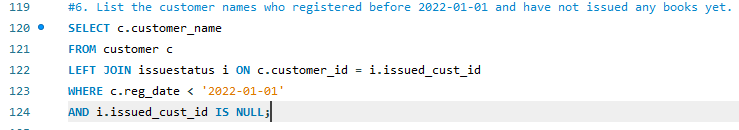 119 #6. List the customer names who registered before 2022-01-01 and have not issued any books yet.
120 SELECT c.customer_name
121 FROM customer c
122 LEFT JOIN issuestatus i ON c.customer_id = i.issued_cust_id
123 WHERE c.reg_date < '2022-01-01'
124 AND i.issued_cust_id IS NULL;